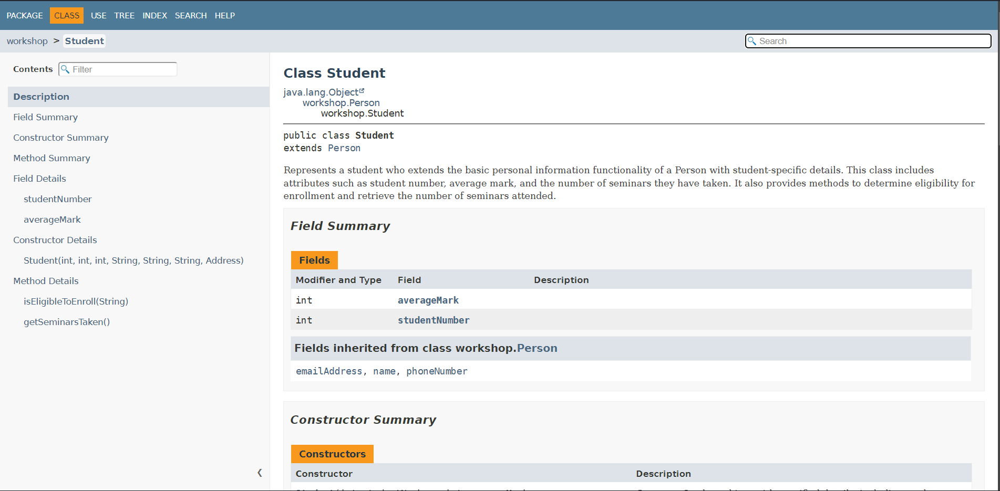 PACKAGE CLASS USE TREE INDEX SEARCH HELP
workshop > Student
Search
Contents
Filter
Description
Field Summary
Constructor Summary
Method Summary
Field Details
studentNumber
averageMark
Constructor Details
Student(int, int, int, String, String, String, Address)
Method Details
isEligibleToEnroll(String)
getSeminarsTaken()
Class Student
java.lang.Object
workshop.Person
workshop.Student
public class Student
extends Person
Represents a student who extends the basic personal information functionality of a Person with student-specific details. This class includes
attributes such as student number, average mark, and the number of seminars they have taken. It also provides methods to determine eligibility for
enrollment and retrieve the number of seminars attended.
Field Summary
Fields
Modifier and Type Field Description
int averageMark
int studentNumber
Fields inherited from class workshop.Person
emailAddress, name, phoneNumber
Constructor Summary
Constructors
Constructor Description